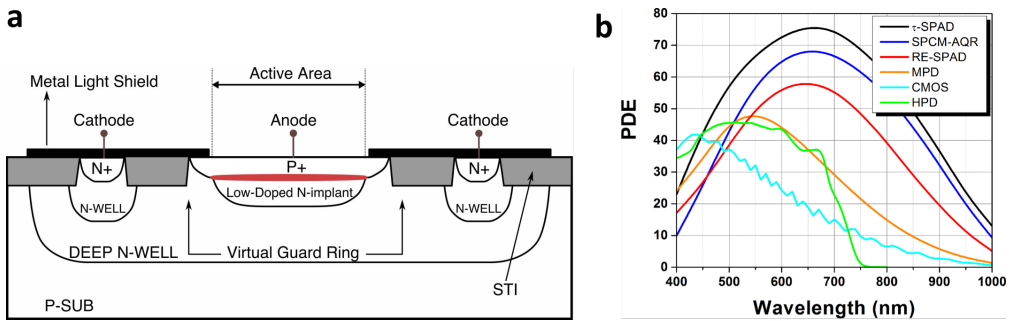 a
Metal Light Shield
Active Area
Cathode
Anode
Cathode
N+
P+
N+
Low-Doped N-implant
N-WELL
N-WELL
DEEP N-WELL
Virtual Guard Ring
STI
P-SUB
b
PDE
80
70
60
50
40
30
20
10
0
τ-SPAD
SPCM-AQR
RE-SPAD
MPD
CMOS
HPD
400 500 600 700 800 900 1000
Wavelength (nm)